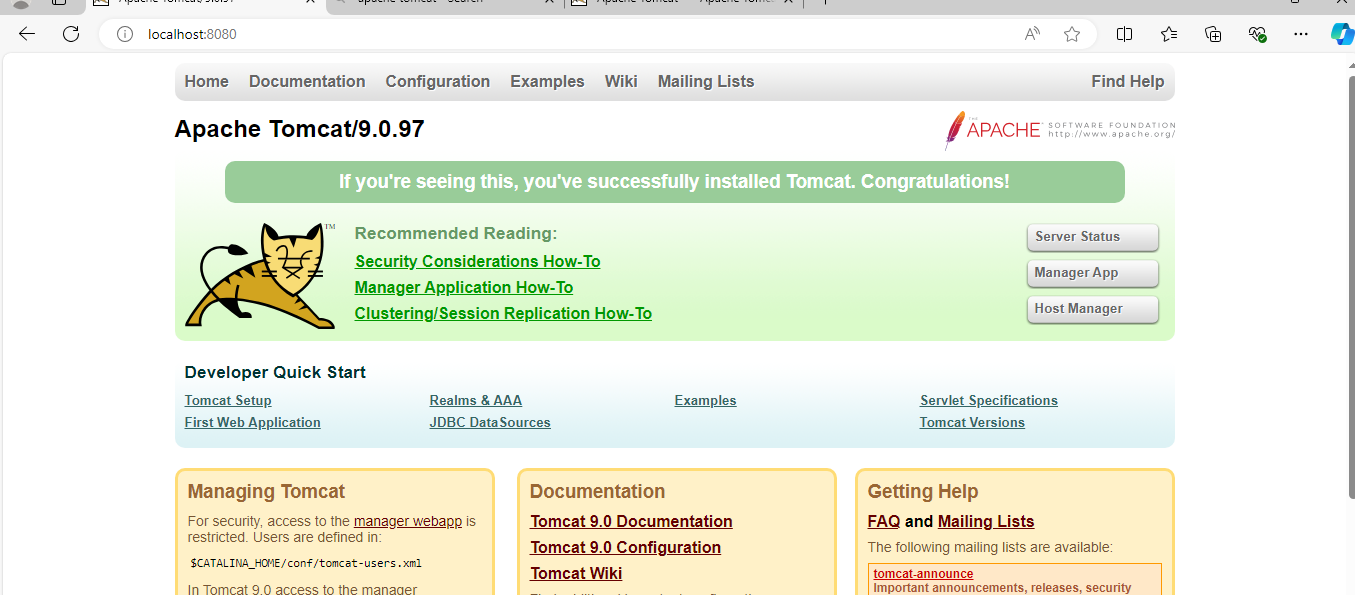 Apache Tomcat/9.0.97
apache tomcat - Search
Apache Tomcat
localhost:8080
Home Documentation Configuration Examples Wiki Mailing Lists Find Help
Apache Tomcat/9.0.97
THE APACHE SOFTWARE FOUNDATION
http://www.apache.org/
If you're seeing this, you've successfully installed Tomcat. Congratulations!
TM
Recommended Reading:
Security Considerations How-To
Manager Application How-To
Clustering/Session Replication How-To
Server Status
Manager App
Host Manager
Developer Quick Start
Tomcat Setup
First Web Application
Realms & AAA
JDBC DataSources
Examples
Servlet Specifications
Tomcat Versions
Managing Tomcat
For security, access to the manager webapp is
restricted. Users are defined in:
$CATALINA_HOME/conf/tomcat-users.xml
In Tomcat 9.0 access to the manager
Documentation
Tomcat 9.0 Documentation
Tomcat 9.0 Configuration
Tomcat Wiki
Getting Help
FAQ and Mailing Lists
The following mailing lists are available:
tomcat-announce
Important announcements, releases, security